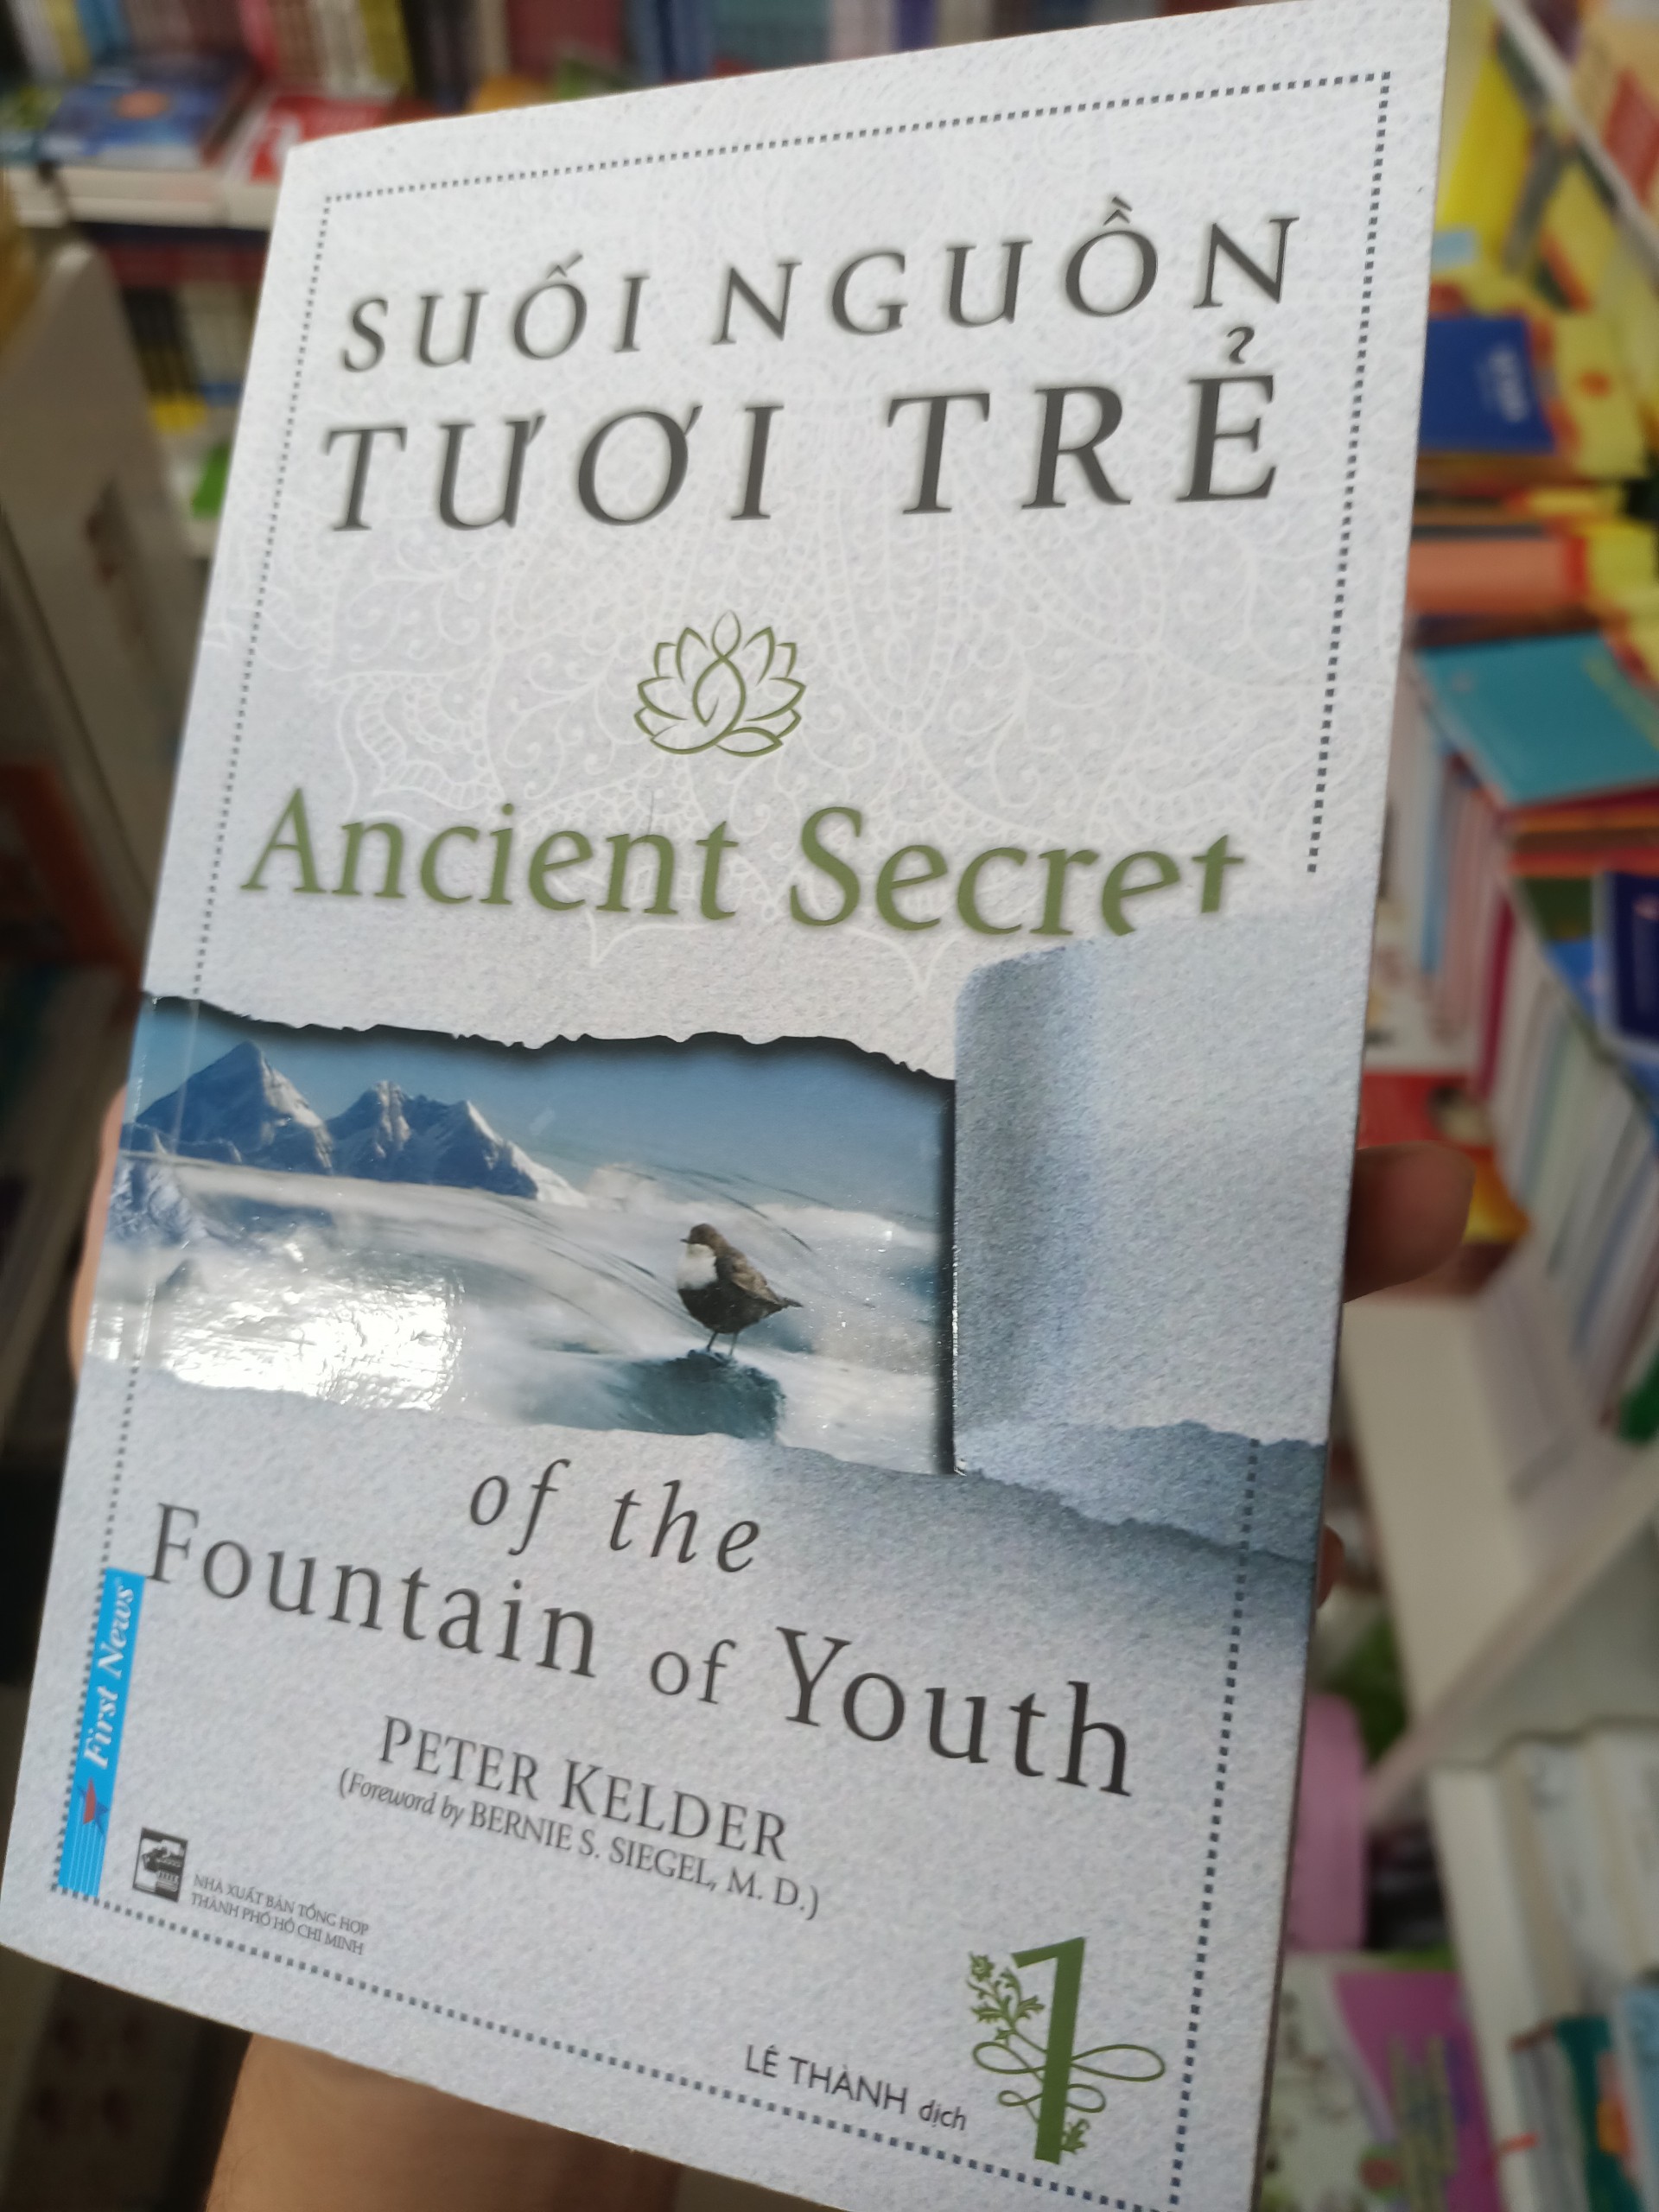 SUỐI NGUỒN
TƯƠI TRẺ
Ancient Secret
of the
Fountain of Youth
PETER KELDER
(Foreword by BERNIE S. SIEGEL, M. D.)
First News
NHÀ XUẤT BẢN TỔNG HỢP
THÀNH PHỐ HỒ CHÍ MINH
LÊ THÀNH dịch
1